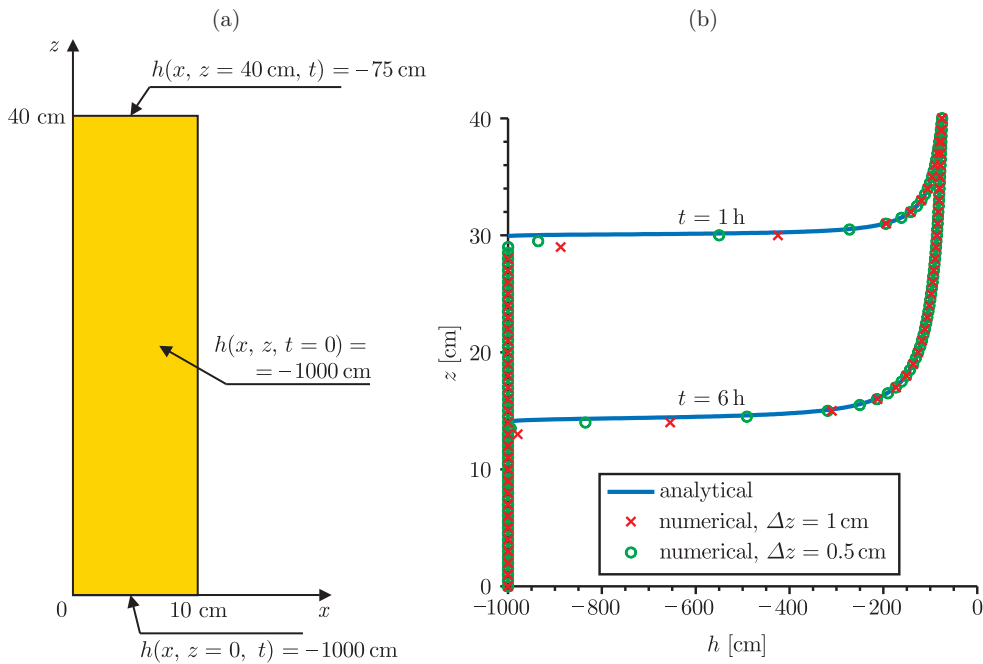 (a)
z
h(x, z = 40 cm, t) = −75 cm
40 cm
h(x, z, t = 0) =
= −1000 cm
0
10 cm
x
h(x, z = 0, t) = −1000 cm
(b)
40
30
20
10
0
z [cm]
t = 1 h
t = 6 h
analytical
numerical, Δz = 1 cm
numerical, Δz = 0.5 cm
−1000
−800
−600
−400
−200
0
h [cm]